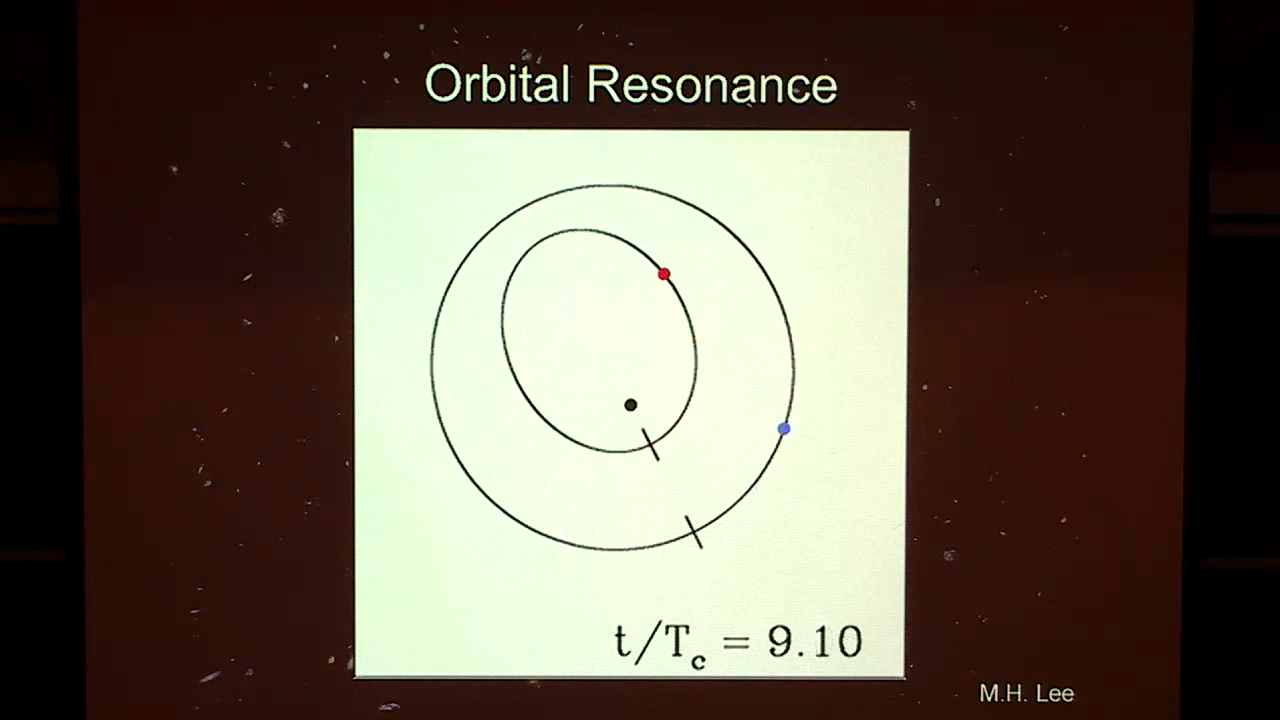 Orbital Resonance
t/Tc = 9.10
M.H. Lee